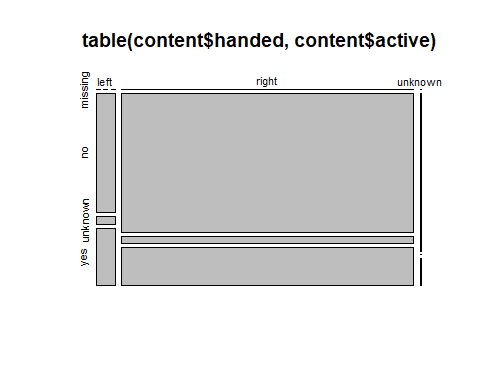 table(content$handed, content$active)
left
right
unknown
missing
no
unknown
yes